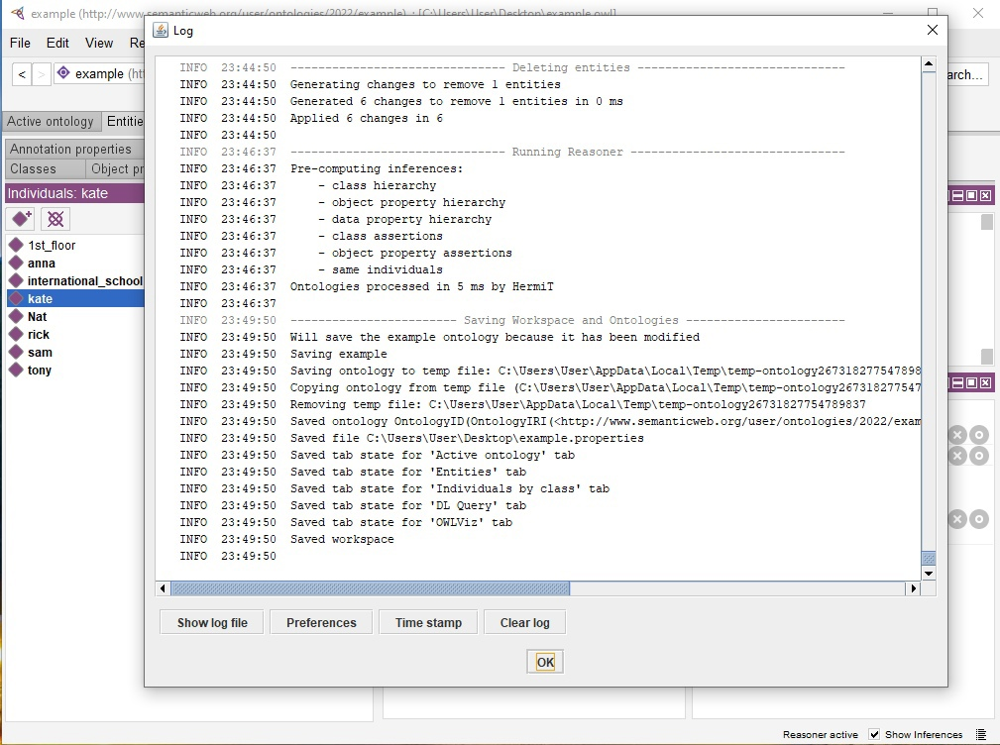 example (http://www.semanticweb.org/user/ontologies/2022/example) : [C:\Users\User\Desktop\example.owl]
File Edit View Re
< > example (htt
arch...
Active ontology Entitie
Annotation properties
Classes Object pr
Individuals: kate
1st_floor
anna
international_school
kate
Nat
rick
sam
tony
Log
INFO 23:44:50 ------------------------------- Deleting entities ------------------------------
INFO 23:44:50 Generating changes to remove 1 entities
INFO 23:44:50 Generated 6 changes to remove 1 entities in 0 ms
INFO 23:44:50 Applied 6 changes in 6
INFO 23:44:50
INFO 23:46:37 ------------------------------- Running Reasoner -------------------------------
INFO 23:46:37 Pre-computing inferences:
INFO 23:46:37 - class hierarchy
INFO 23:46:37 - object property hierarchy
INFO 23:46:37 - data property hierarchy
INFO 23:46:37 - class assertions
INFO 23:46:37 - object property assertions
INFO 23:46:37 - same individuals
INFO 23:46:37 Ontologies processed in 5 ms by HermiT
INFO 23:46:37
INFO 23:49:50 ------------------------ Saving Workspace and Ontologies -----------------------
INFO 23:49:50 Will save the example ontology because it has been modified
INFO 23:49:50 Saving example
INFO 23:49:50 Saving ontology to temp file: C:\Users\User\AppData\Local\Temp\temp-ontology267318277547898
INFO 23:49:50 Copying ontology from temp file (C:\Users\User\AppData\Local\Temp\temp-ontology267318277547
INFO 23:49:50 Removing temp file: C:\Users\User\AppData\Local\Temp\temp-ontology26731827754789837
INFO 23:49:50 Saved ontology OntologyID(OntologyIRI(<http://www.semanticweb.org/user/ontologies/2022/exam
INFO 23:49:50 Saved file C:\Users\User\Desktop\example.properties
INFO 23:49:50 Saved tab state for 'Active ontology' tab
INFO 23:49:50 Saved tab state for 'Entities' tab
INFO 23:49:50 Saved tab state for 'Individuals by class' tab
INFO 23:49:50 Saved tab state for 'DL Query' tab
INFO 23:49:50 Saved tab state for 'OWLViz' tab
INFO 23:49:50 Saved workspace
INFO 23:49:50
Show log file Preferences Time stamp Clear log
OK
Reasoner active Show Inferences